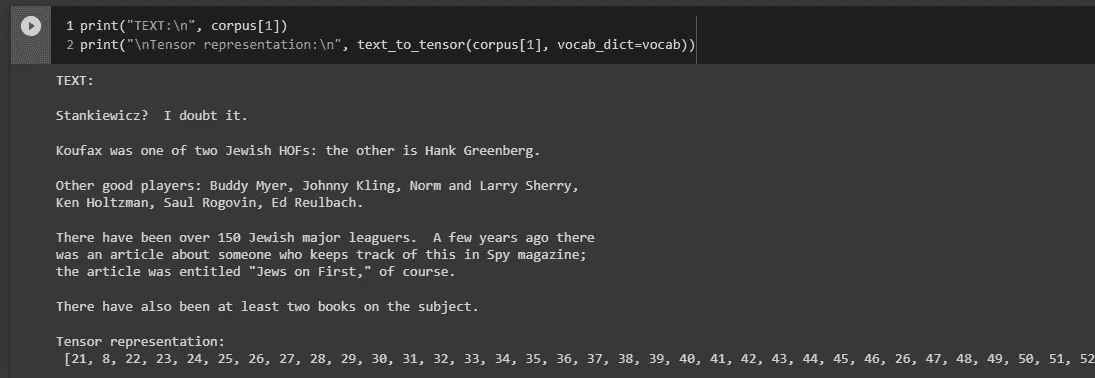 1 print("TEXT:\n", corpus[1])
2 print("\nTensor representation:\n", text_to_tensor(corpus[1], vocab_dict=vocab))
TEXT:
Stankiewicz?  I doubt it.
Koufax was one of two Jewish HOFs: the other is Hank Greenberg.
Other good players: Buddy Myer, Johnny Kling, Norm and Larry Sherry,
Ken Holtzman, Saul Rogovin, Ed Reulbach.
There have been over 150 Jewish major leaguers.  A few years ago there
was an article about someone who keeps track of this in Spy magazine;
the article was entitled "Jews on First," of course.
There have also been at least two books on the subject.
Tensor representation:
[21, 8, 22, 23, 24, 25, 26, 27, 28, 29, 30, 31, 32, 33, 34, 35, 36, 37, 38, 39, 40, 41, 42, 43, 44, 45, 46, 26, 47, 48, 49, 50, 51, 52